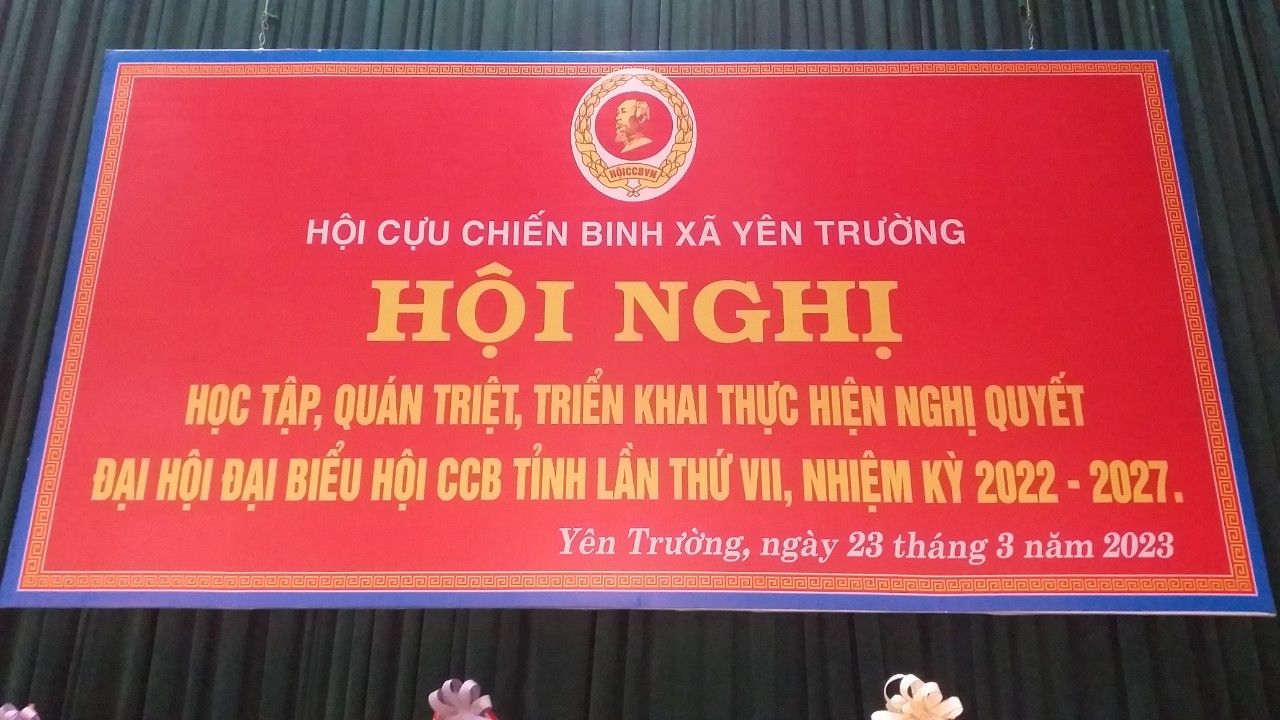 HỘICCBVN
HỘI CỰU CHIẾN BINH XÃ YÊN TRƯỜNG
HỘI NGHỊ
HỌC TẬP, QUÁN TRIỆT, TRIỂN KHAI THỰC HIỆN NGHỊ QUYẾT
ĐẠI HỘI ĐẠI BIỂU HỘI CCB TỈNH LẦN THỨ VII, NHIỆM KỲ 2022 - 2027.
Yên Trường, ngày 23 tháng 3 năm 2023